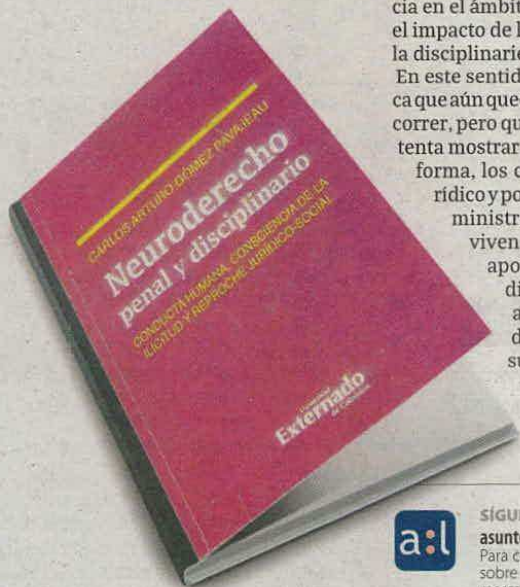 CARLOS ARTURO GÓMEZ PAVAJEAU
Neuroderecho
penal y disciplinario
CONDUCTA HUMANA, CONSCIENCIA DE LA
ILICITUD Y REPROCHE JURÍDICO-SOCIAL
Universidad
Externado
de Colombia
cia en el ámbit
el impacto de l
la disciplinarie
En este sentid
ca que aún que
correr, pero qu
tenta mostrar
forma, los c
rídico y po
ministr
viven
apo
di
a
d
su
a:l
SÍGU
asunt
Para c
sobre